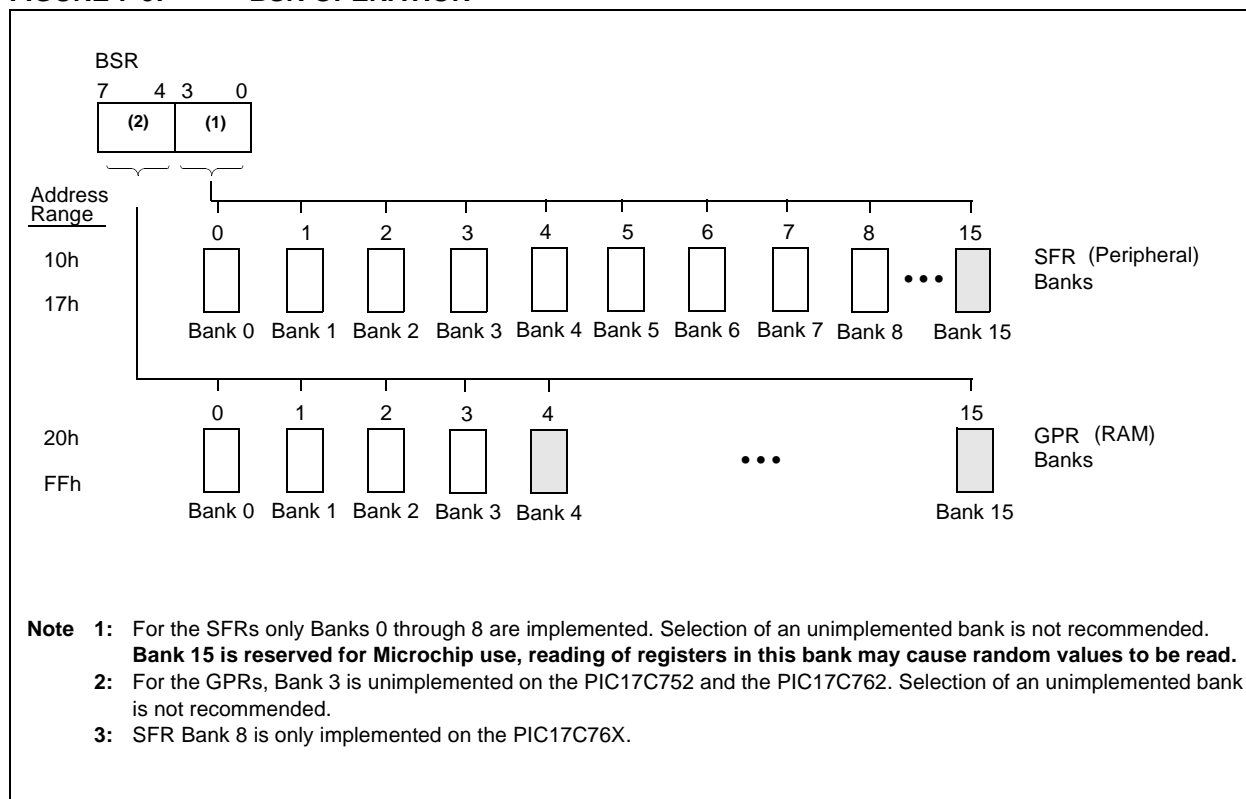 BSR
7 4 3 0
(2) (1)
Address
Range
0 1 2 3 4 5 6 7 8 15
10h
17h
SFR (Peripheral)
Banks
Bank 0 Bank 1 Bank 2 Bank 3 Bank 4 Bank 5 Bank 6 Bank 7 Bank 8 Bank 15
0 1 2 3 4 15
20h
FFh
GPR (RAM)
Banks
Bank 0 Bank 1 Bank 2 Bank 3 Bank 4 Bank 15
Note 1: For the SFRs only Banks 0 through 8 are implemented. Selection of an unimplemented bank is not recommended.
Bank 15 is reserved for Microchip use, reading of registers in this bank may cause random values to be read.
2: For the GPRs, Bank 3 is unimplemented on the PIC17C752 and the PIC17C762. Selection of an unimplemented bank
is not recommended.
3: SFR Bank 8 is only implemented on the PIC17C76X.